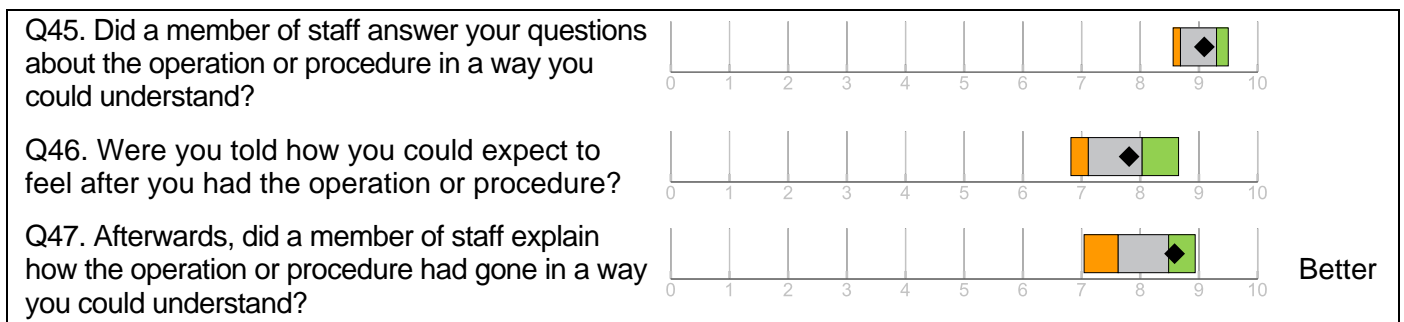 Q45. Did a member of staff answer your questions
about the operation or procedure in a way you
could understand?
0 1 2 3 4 5 6 7 8 9 10
Q46. Were you told how you could expect to
feel after you had the operation or procedure?
0 1 2 3 4 5 6 7 8 9 10
Q47. Afterwards, did a member of staff explain
how the operation or procedure had gone in a way
you could understand?
0 1 2 3 4 5 6 7 8 9 10
Better